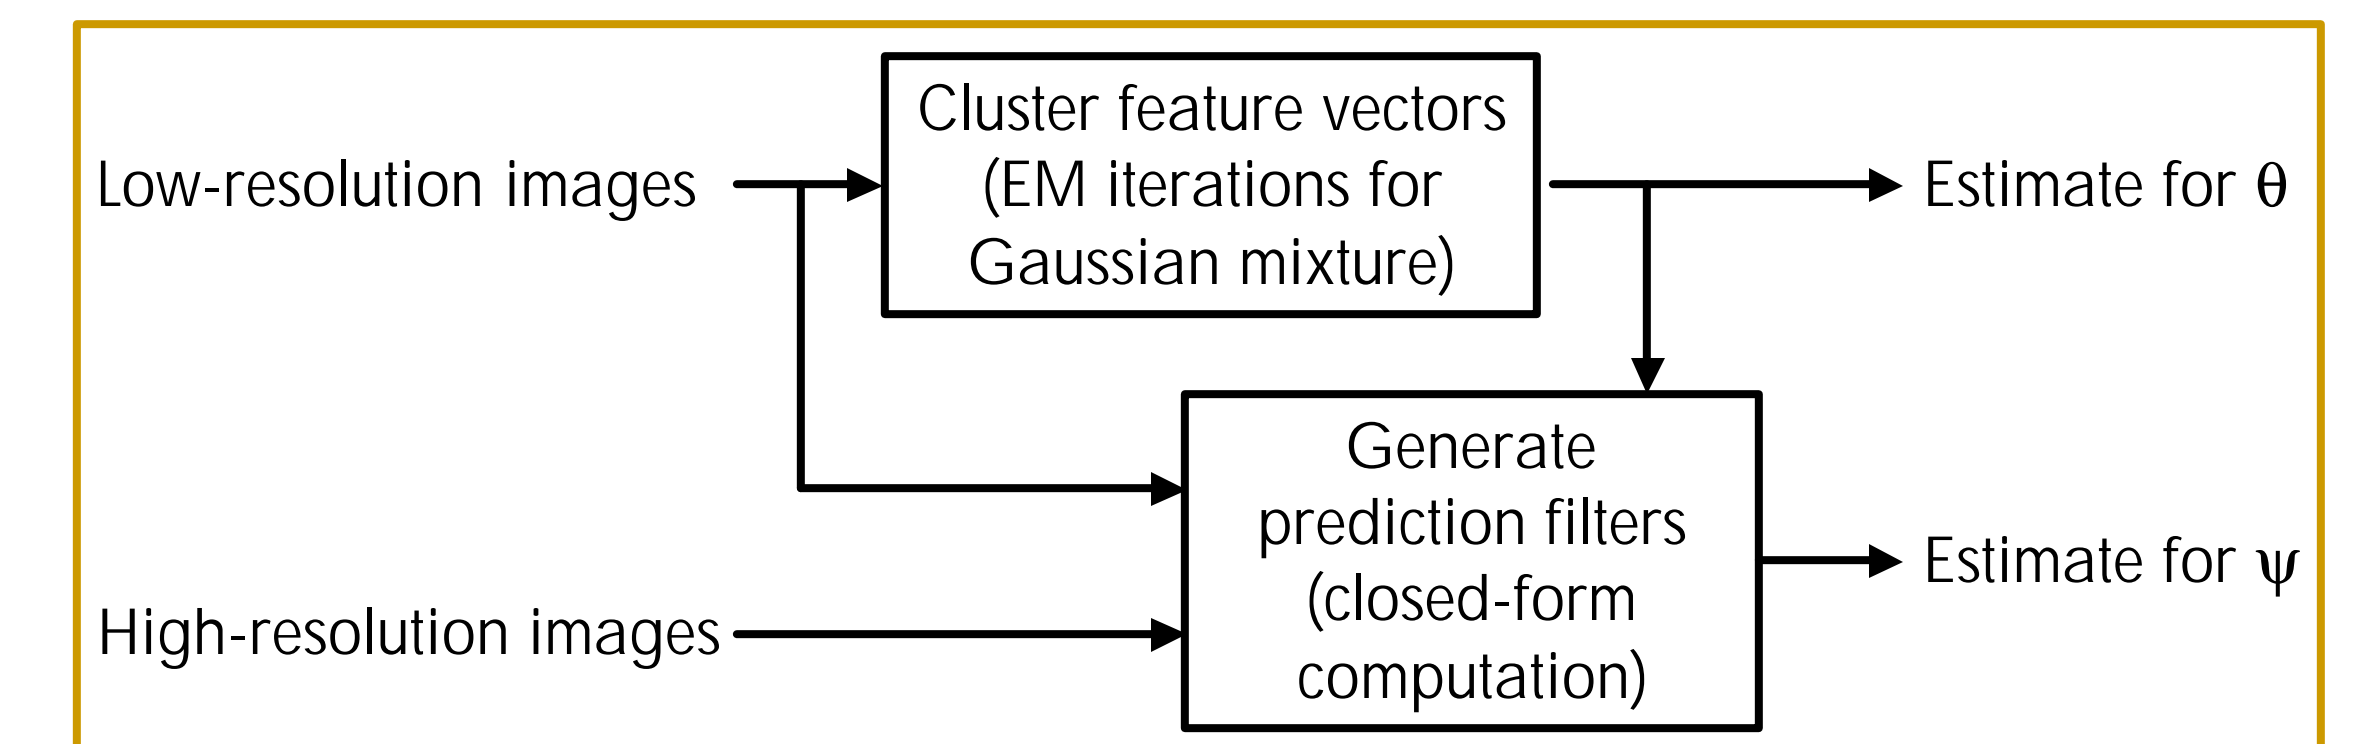 Cluster feature vectors
(EM iterations for
Gaussian mixture)
Low-resolution images
Estimate for θ
Generate
prediction filters
(closed-form
computation)
Estimate for ψ
High-resolution images